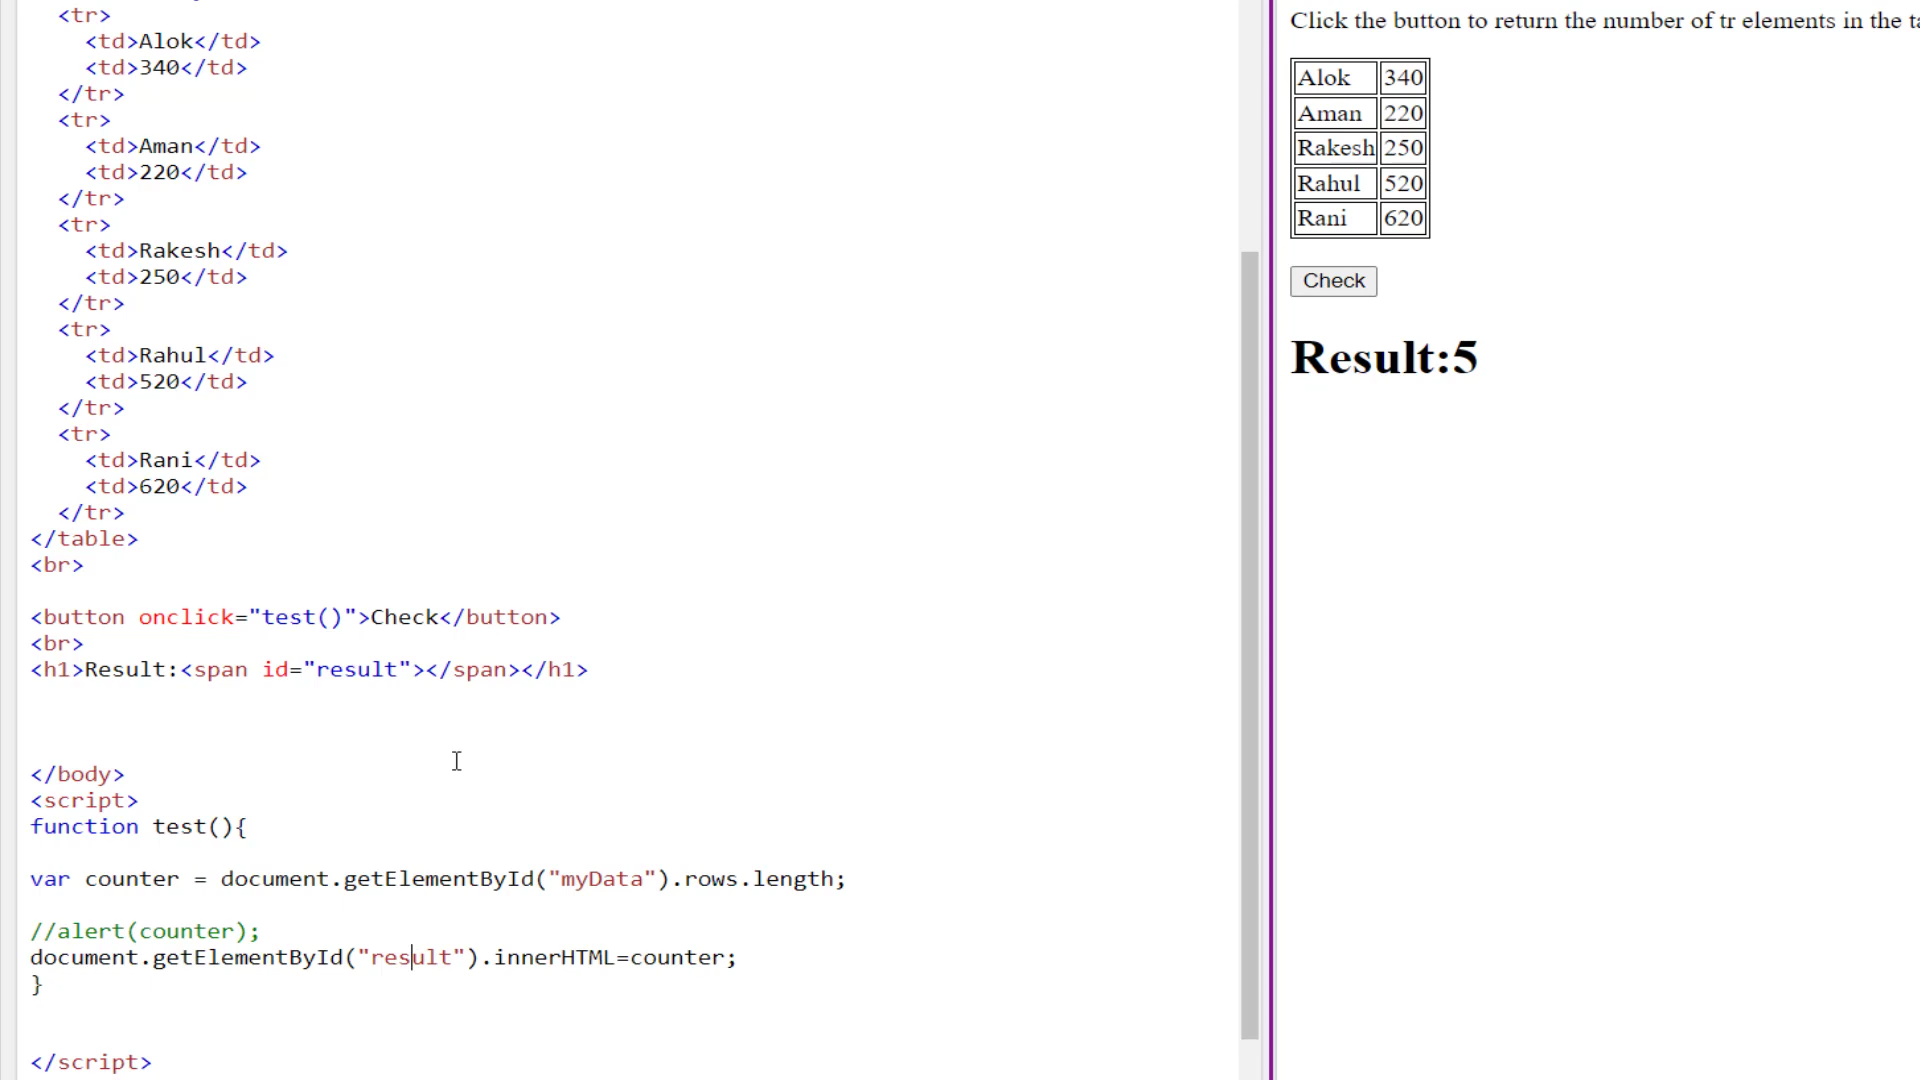 <tr>
<td>Alok</td>
<td>340</td>
</tr>
<tr>
<td>Aman</td>
<td>220</td>
</tr>
<tr>
<td>Rakesh</td>
<td>250</td>
</tr>
<tr>
<td>Rahul</td>
<td>520</td>
</tr>
<tr>
<td>Rani</td>
<td>620</td>
</tr>
</table>
<br>
<button onclick="test()">Check</button>
<br>
<h1>Result:<span id="result"></span></h1>
</body>
<script>
function test(){
var counter = document.getElementById("myData").rows.length;
//alert(counter);
document.getElementById("result").innerHTML=counter;
}
</script>
Click the button to return the number of tr elements in the
Alok 340
Aman 220
Rakesh 250
Rahul 520
Rani 620
Check
Result:5